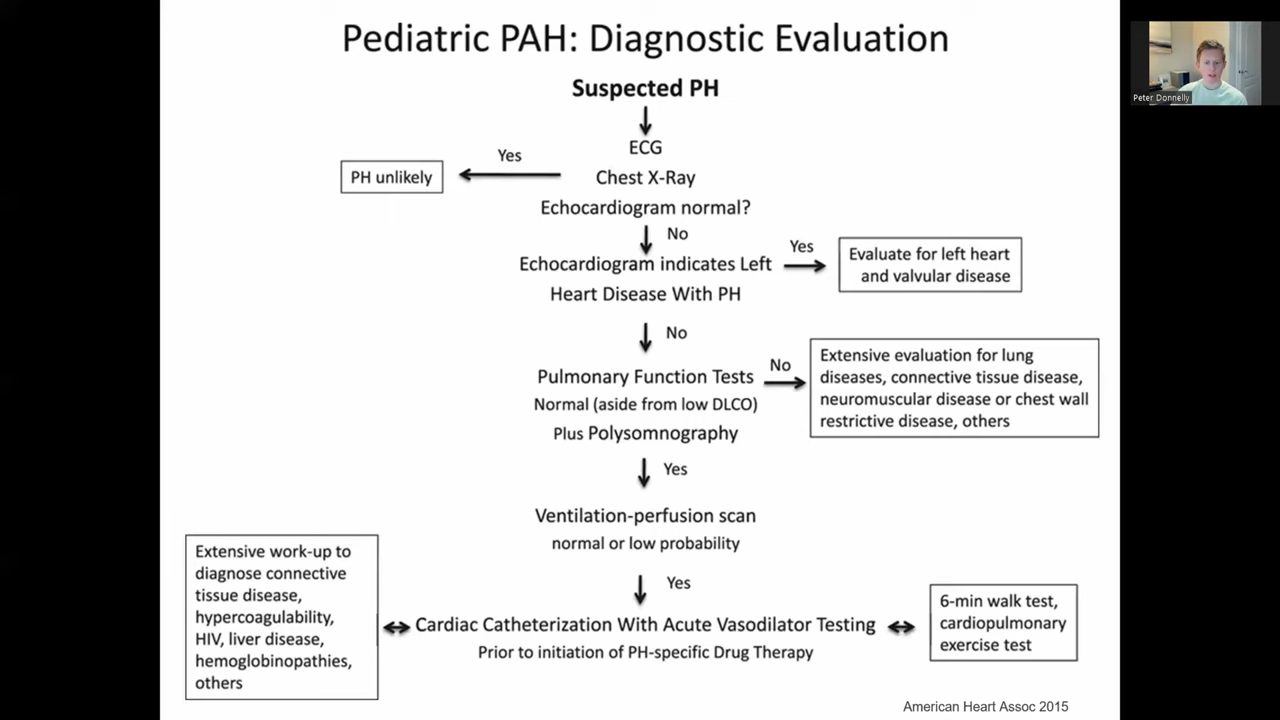 Pediatric PAH: Diagnostic Evaluation
Suspected PH
ECG
Chest X-Ray
Echocardiogram normal?
Yes
PH unlikely
No
Echocardiogram indicates Left
Heart Disease With PH
Yes
Evaluate for left heart
and valvular disease
No
Pulmonary Function Tests
Normal (aside from low DLCO)
Plus Polysomnography
No
Extensive evaluation for lung
diseases, connective tissue disease,
neuromuscular disease or chest wall
restrictive disease, others
Yes
Ventilation-perfusion scan
normal or low probability
Yes
Cardiac Catheterization With Acute Vasodilator Testing
Prior to initiation of PH-specific Drug Therapy
Extensive work-up to
diagnose connective
tissue disease,
hypercoagulability,
HIV, liver disease,
hemoglobinopathies,
others
6-min walk test,
cardiopulmonary
exercise test
American Heart Assoc 2015
Peter Donnelly